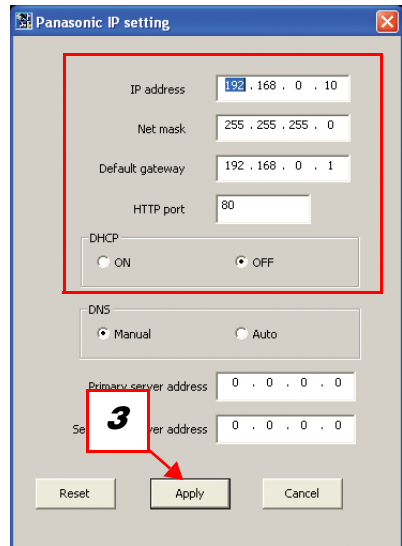 Panasonic IP setting
IP address 192 . 168 . 0 . 10
Net mask 255 . 255 . 255 . 0
Default gateway 192 . 168 . 0 . 1
HTTP port 80
DHCP
ON OFF
DNS
Manual Auto
Primary server address 0 . 0 . 0 . 0
3
Se ver address 0 . 0 . 0 . 0
Reset Apply Cancel